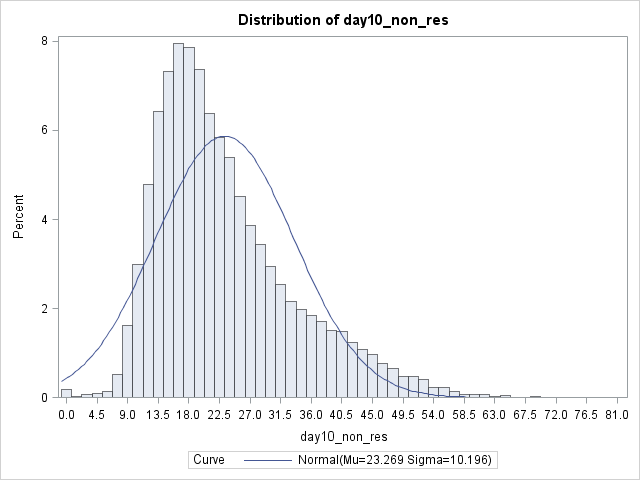 Distribution of day10_non_res
8
6
4
2
0
Percent
0.0 4.5 9.0 13.5 18.0 22.5 27.0 31.5 36.0 40.5 45.0 49.5 54.0 58.5 63.0 67.5 72.0 76.5 81.0
day10_non_res
Curve Normal(Mu=23.269 Sigma=10.196)